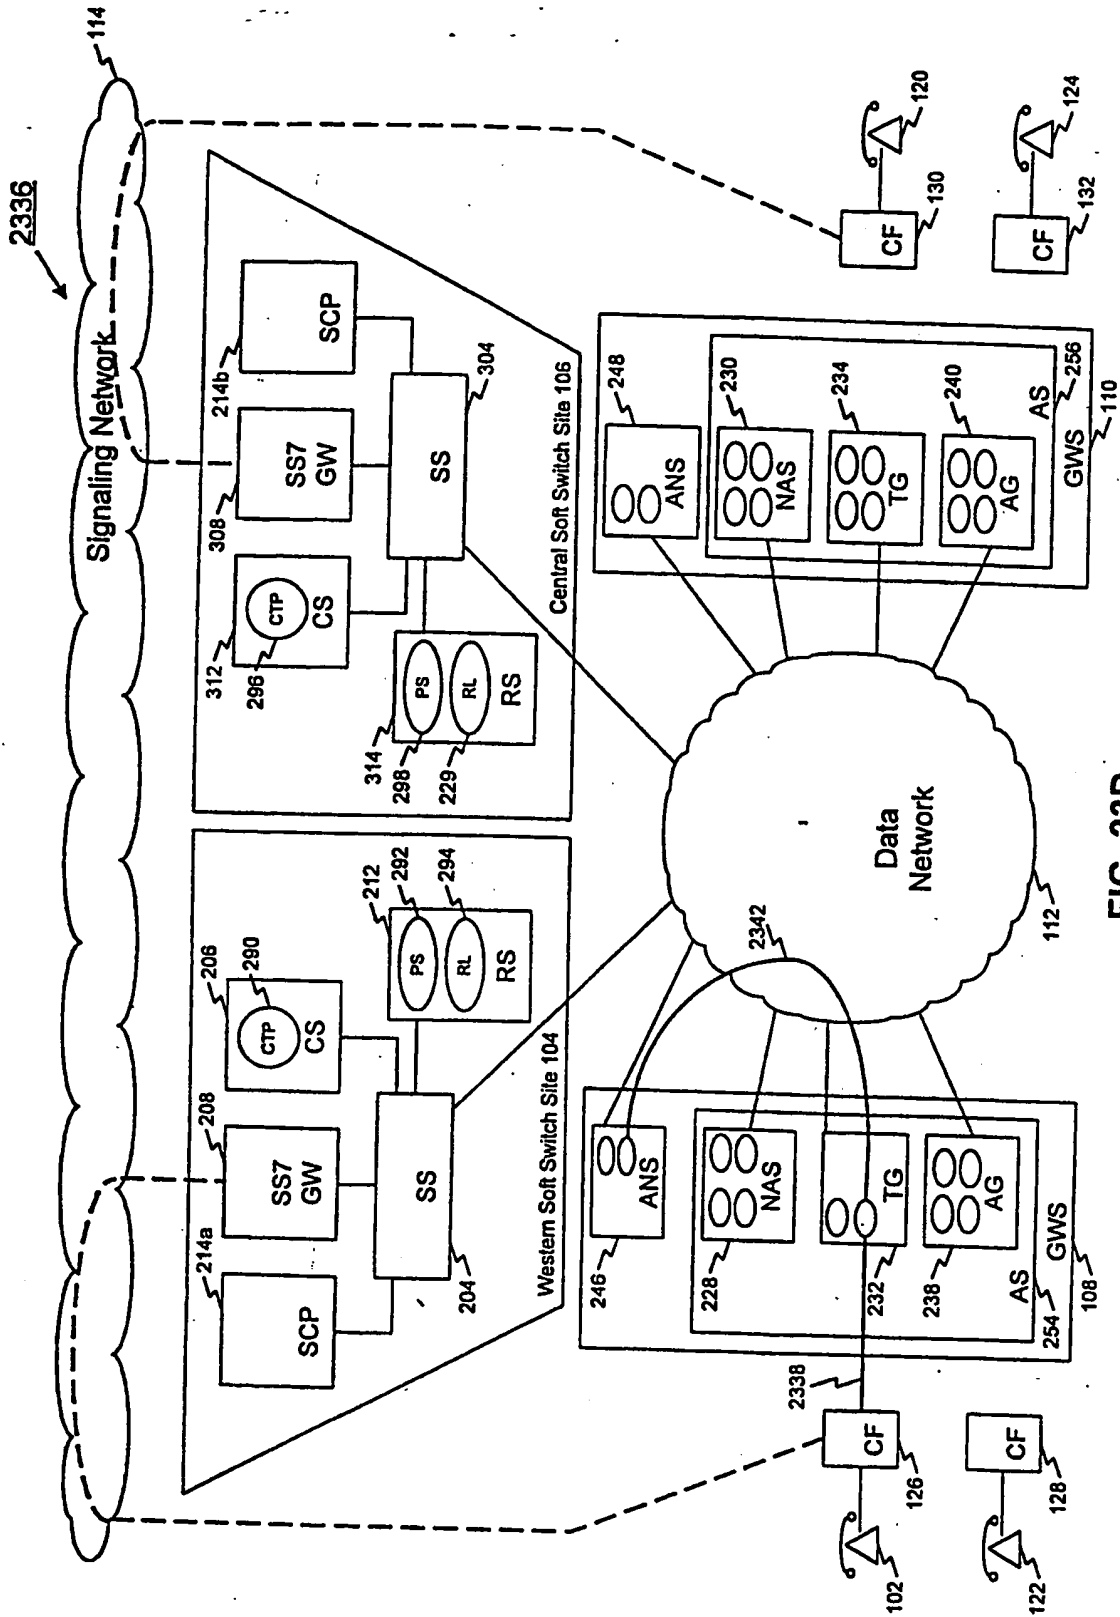 2336
114
Signaling Network
214a
SCP
208
SS7
GW
206
290
CTP
CS
SS
204
212
292
294
PS
RL
RS
Western Soft Switch Site 104
312
296
CTP
CS
308
SS7
GW
214b
SCP
SS
304
314
298
229
PS
RL
RS
Central Soft Switch Site 106
Data
Network
112
2342
246
ANS
228
NAS
232
TG
238
AG
AS
254
GWS
108
2338
CF
126
102
CF
128
122
248
ANS
230
NAS
234
TG
240
AG
AS
256
GWS
110
CF
130
120
CF
132
124